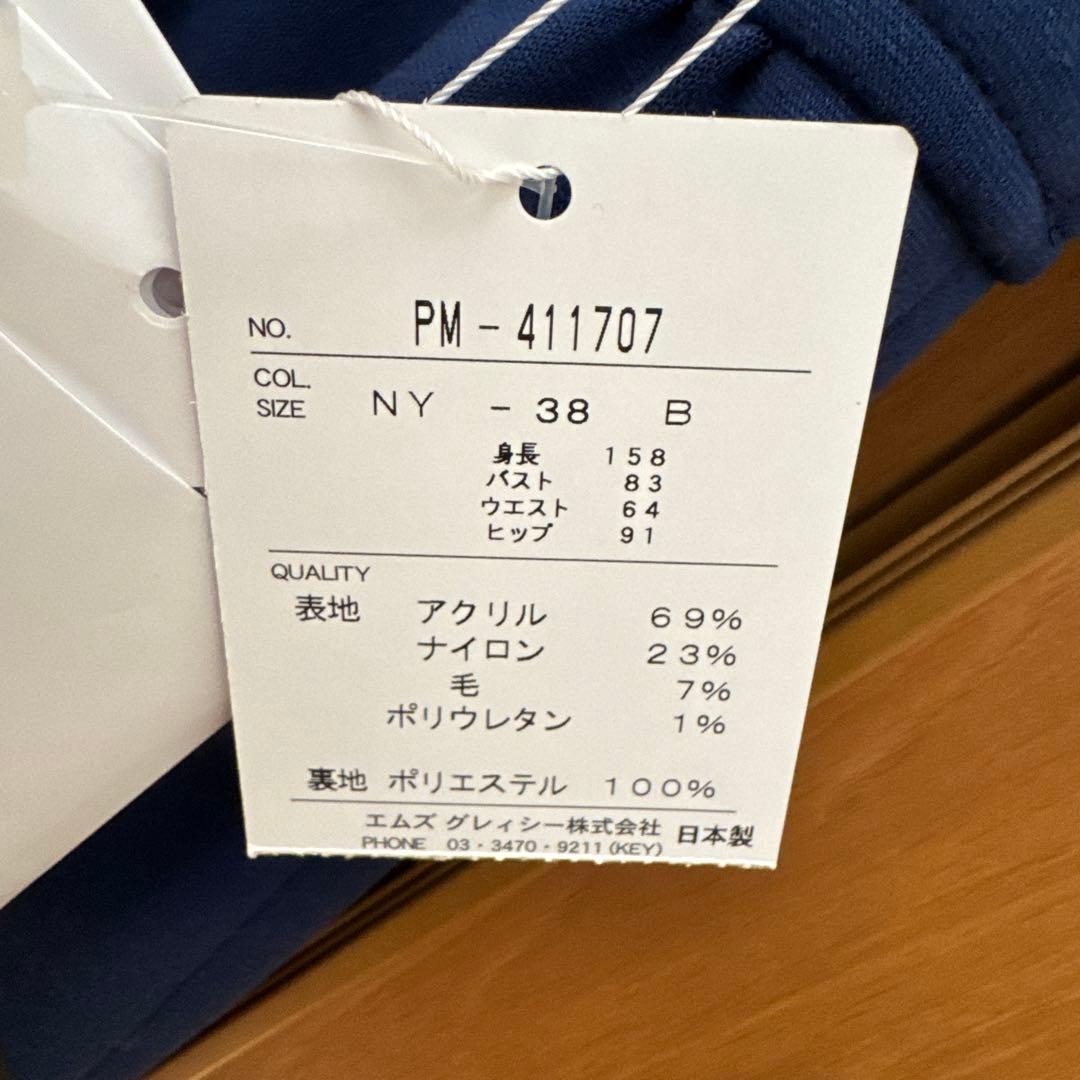 NO. PM-411707
COL.
SIZE NY -38 B
身長 158
バスト 83
ウエスト 64
ヒップ 91
QUALITY
表地 アクリル 69%
ナイロン 23%
毛 7%
ポリウレタン 1%
裏地 ポリエステル 100%
エムズ グレィシー株式会社 日本製
PHONE 03・3470・9211(KEY)